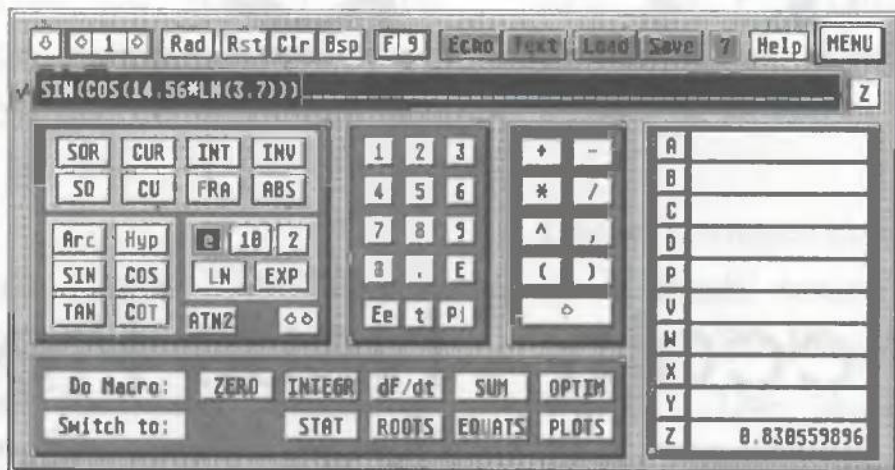 1 Rad Rst Clr Bsp F 9 Echo Text Load Save ? Help MENU
SIN(COS(14.56*LN(3.7))) Z
SQR CUR INT INV
SQ CU FRA ABS
Arc Hyp e 10 2
SIN COS LN EXP
TAN COT ATN2
1 2 3
4 5 6
7 8 9
0 . E
Ee t Pi
+ -
* /
^ ,
( )
A
B
C
D
P
V
W
X
Y
Z 0.830559896
Do Macro: ZERO INTEGR dF/dt SUM OPTIM
Switch to: STAT ROOTS EQUATS PLOTS